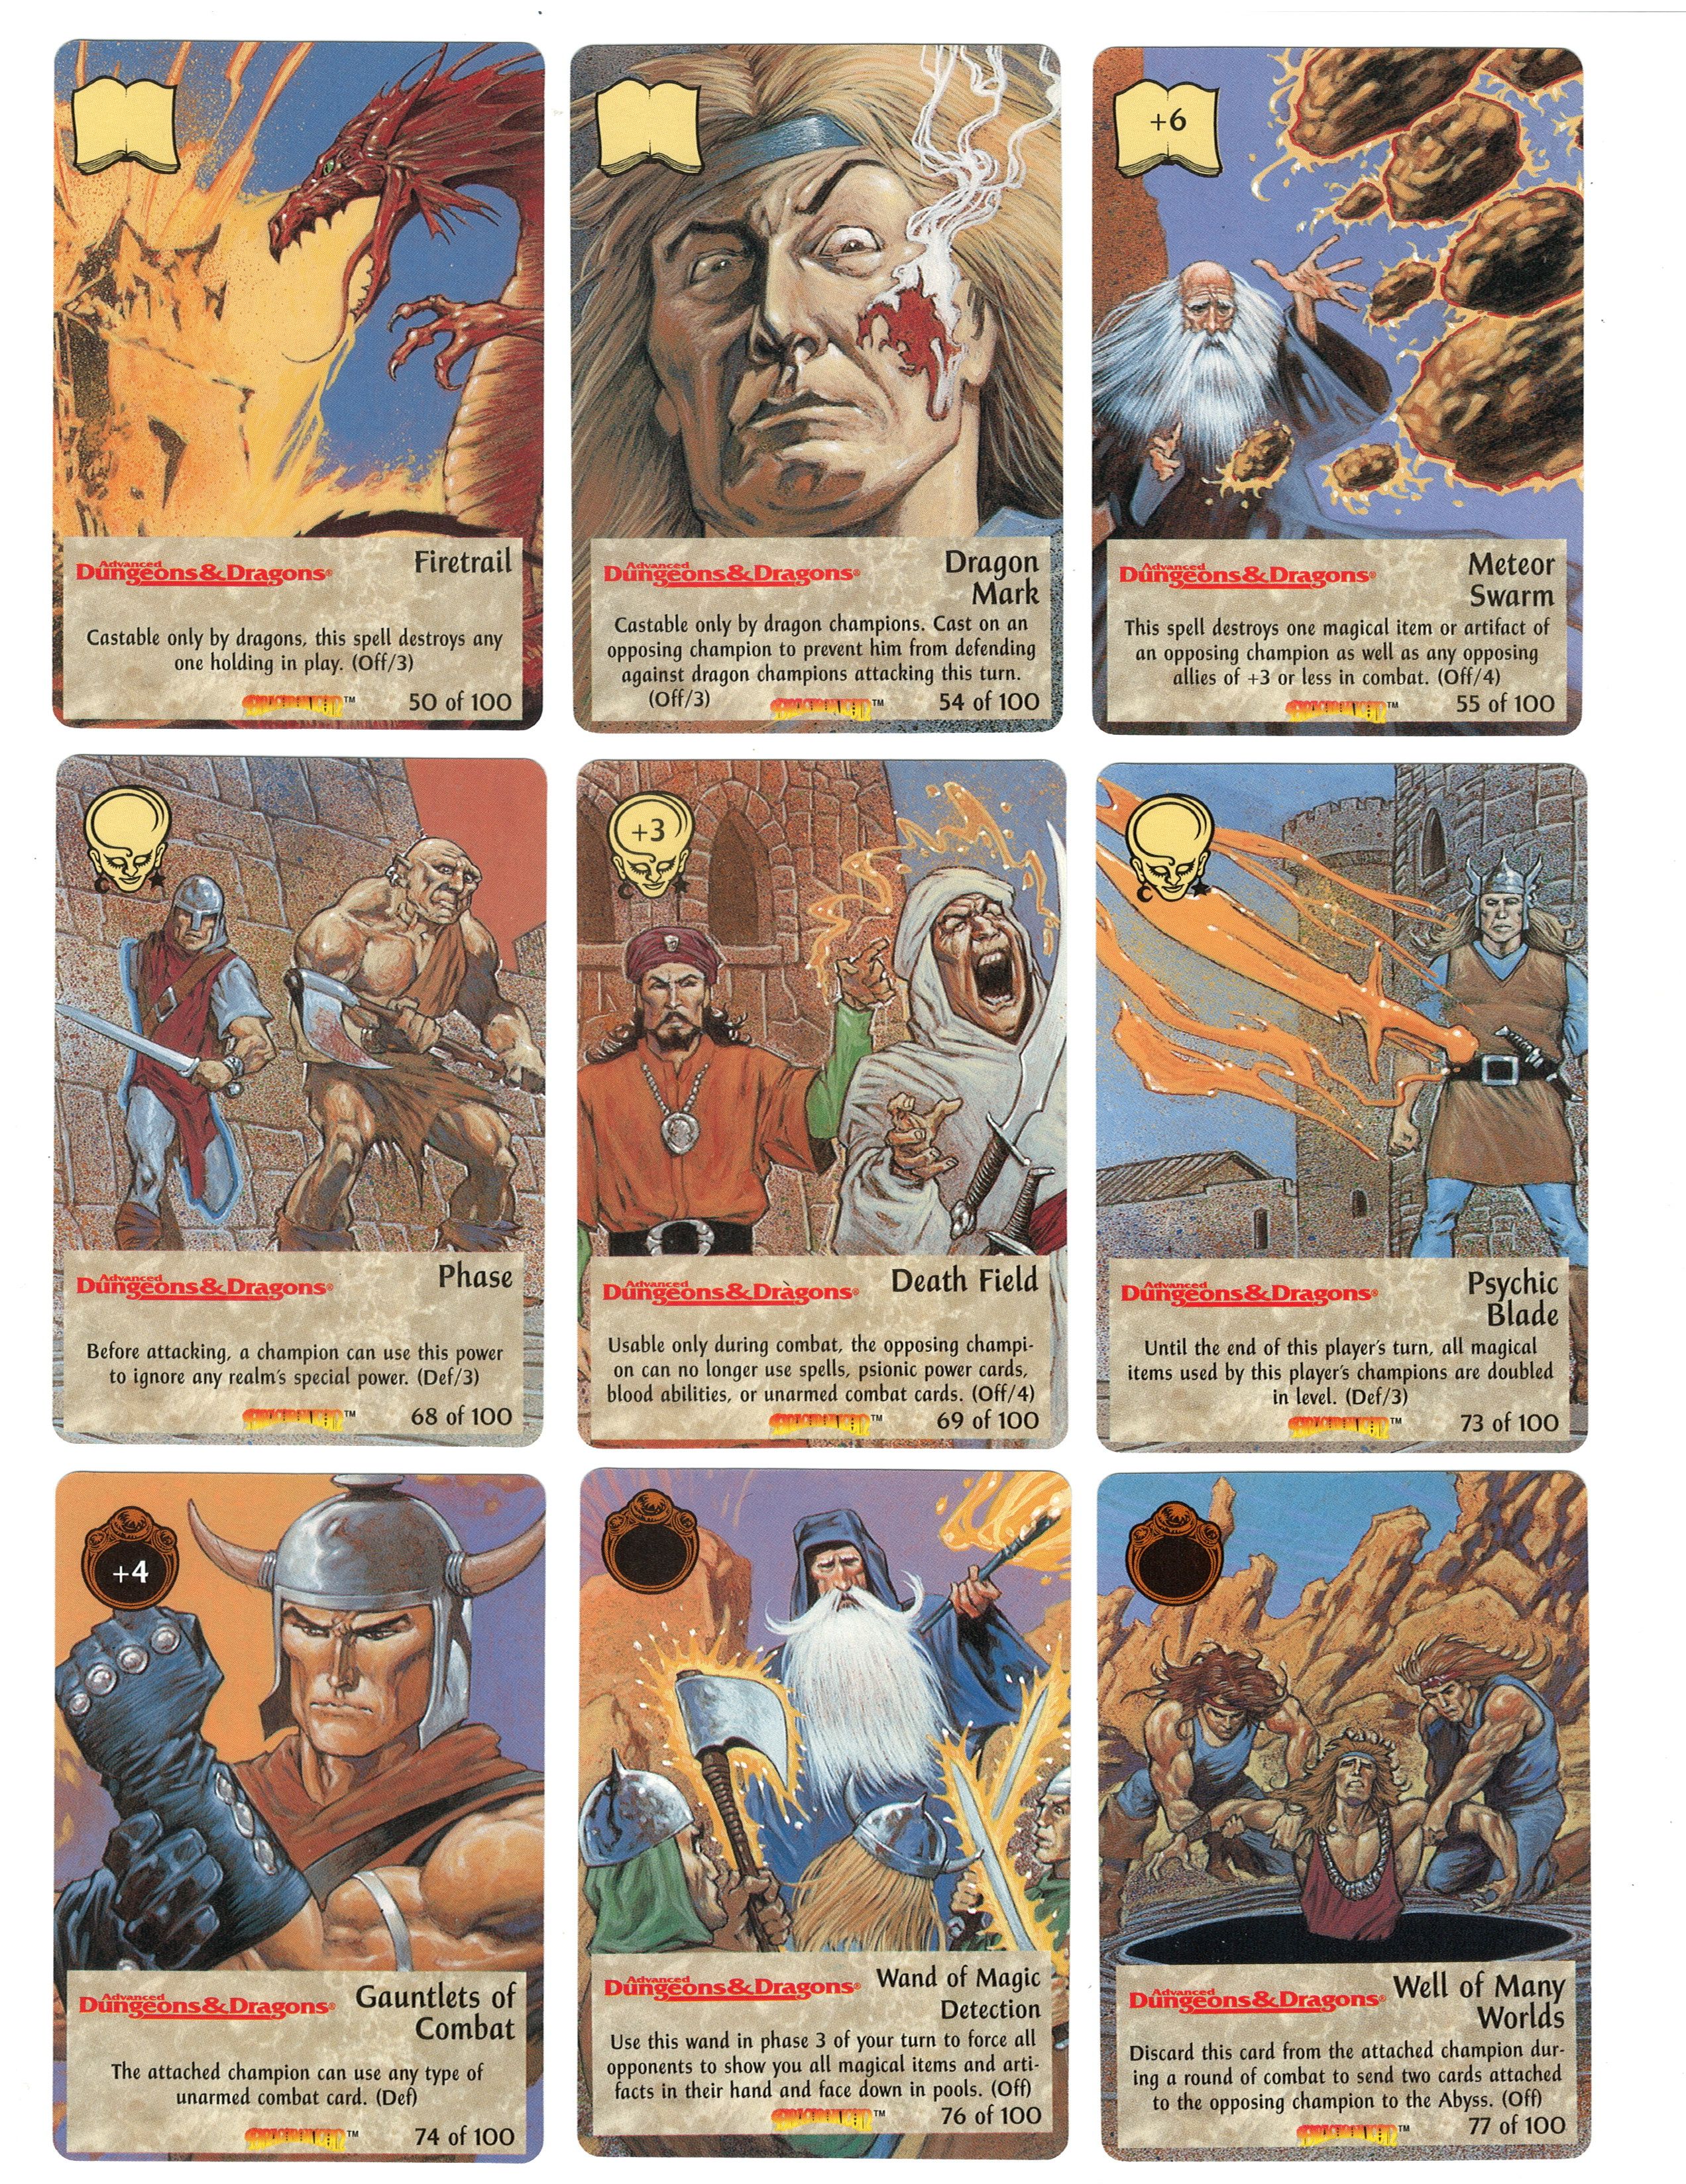 Advanced
Dungeons&Dragons®
Firetrail
Castable only by dragons, this spell destroys any
one holding in play. (Off/3)
SPELLFIRE™
50 of 100
Advanced
Dungeons&Dragons®
Dragon
Mark
Castable only by dragon champions. Cast on an
opposing champion to prevent him from defending
against dragon champions attacking this turn.
(Off/3)
™
54 of 100
+6
Advanced
Dungeons&Dragons®
Meteor
Swarm
This spell destroys one magical item or artifact of
an opposing champion as well as any opposing
allies of +3 or less in combat. (Off/4)
™
55 of 100
Advanced
Dungeons&Dragons®
Phase
Before attacking, a champion can use this power
to ignore any realm's special power. (Def/3)
™
68 of 100
+3
Advanced
Dungeons&Dragons®
Death Field
Usable only during combat, the opposing champi-
on can no longer use spells, psionic power cards,
blood abilities, or unarmed combat cards. (Off/4)
™
69 of 100
Advanced
Dungeons&Dragons®
Psychic
Blade
Until the end of this player's turn, all magical
items used by this player's champions are doubled
in level. (Def/3)
™
73 of 100
+4
Advanced
Dungeons&Dragons®
Gauntlets of
Combat
The attached champion can use any type of
unarmed combat card. (Def)
™
74 of 100
Advanced
Dungeons&Dragons®
Wand of Magic
Detection
Use this wand in phase 3 of your turn to force all
opponents to show you all magical items and arti-
facts in their hand and face down in pools. (Off)
™
76 of 100
Advanced
Dungeons&Dragons®
Well of Many
Worlds
Discard this card from the attached champion dur-
ing a round of combat to send two cards attached
to the opposing champion to the Abyss. (Off)
™
77 of 100